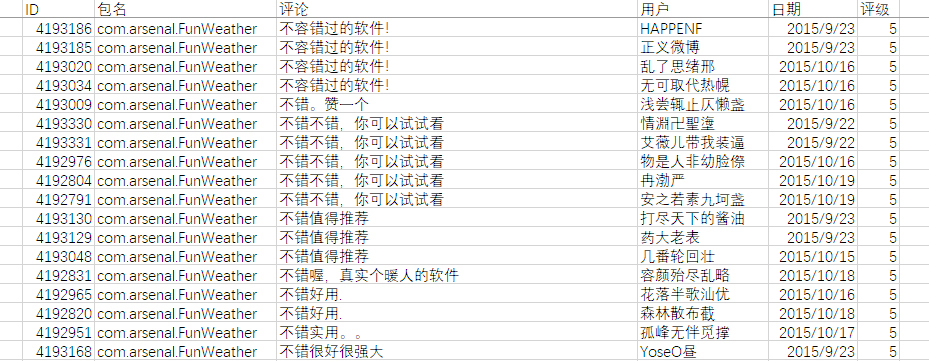 ID 包名 评论 用户 日期 评级
4193186 com.arsenal.FunWeather 不容错过的软件! HAPPENF 2015/9/23 5
4193185 com.arsenal.FunWeather 不容错过的软件! 正义微博 2015/9/23 5
4193020 com.arsenal.FunWeather 不容错过的软件! 乱了思绪邢 2015/10/16 5
4193034 com.arsenal.FunWeather 不容错过的软件! 无可取代热幌 2015/10/16 5
4193009 com.arsenal.FunWeather 不错。赞一个 浅尝辄止仄懒盏 2015/10/16 5
4193330 com.arsenal.FunWeather 不错不错，你可以试试看 2015/9/22 5
4193331 com.arsenal.FunWeather 不错不错，你可以试试看 艾薇儿带我装逼 2015/9/22 5
4192976 com.arsenal.FunWeather 不错不错，你可以试试看 物是人非幼脸傺 2015/10/16 5
4192804 com.arsenal.FunWeather 不错不错，你可以试试看 冉渤严 2015/10/19 5
4192791 com.arsenal.FunWeather 不错不错，你可以试试看 安之若素九坷盏 2015/10/19 5
4193130 com.arsenal.FunWeather 不错值得推荐 打尽天下的酱油 2015/9/23 5
4193129 com.arsenal.FunWeather 不错值得推荐 药大老表 2015/9/23 5
4193048 com.arsenal.FunWeather 不错值得推荐 几番轮回壮 2015/10/15 5
4192831 com.arsenal.FunWeather 不错喔，真实个暖人的软件 容颜殆尽乱略 2015/10/18 5
4192965 com.arsenal.FunWeather 不错好用. 花落半歌汕优 2015/10/16 5
4192820 com.arsenal.FunWeather 不错好用. 森林散布截 2015/10/18 5
4192951 com.arsenal.FunWeather 不错实用。。 孤峰无伴觅撑 2015/10/17 5
4193168 com.arsenal.FunWeather 不错很好很强大 YoseO昼 2015/9/23 5